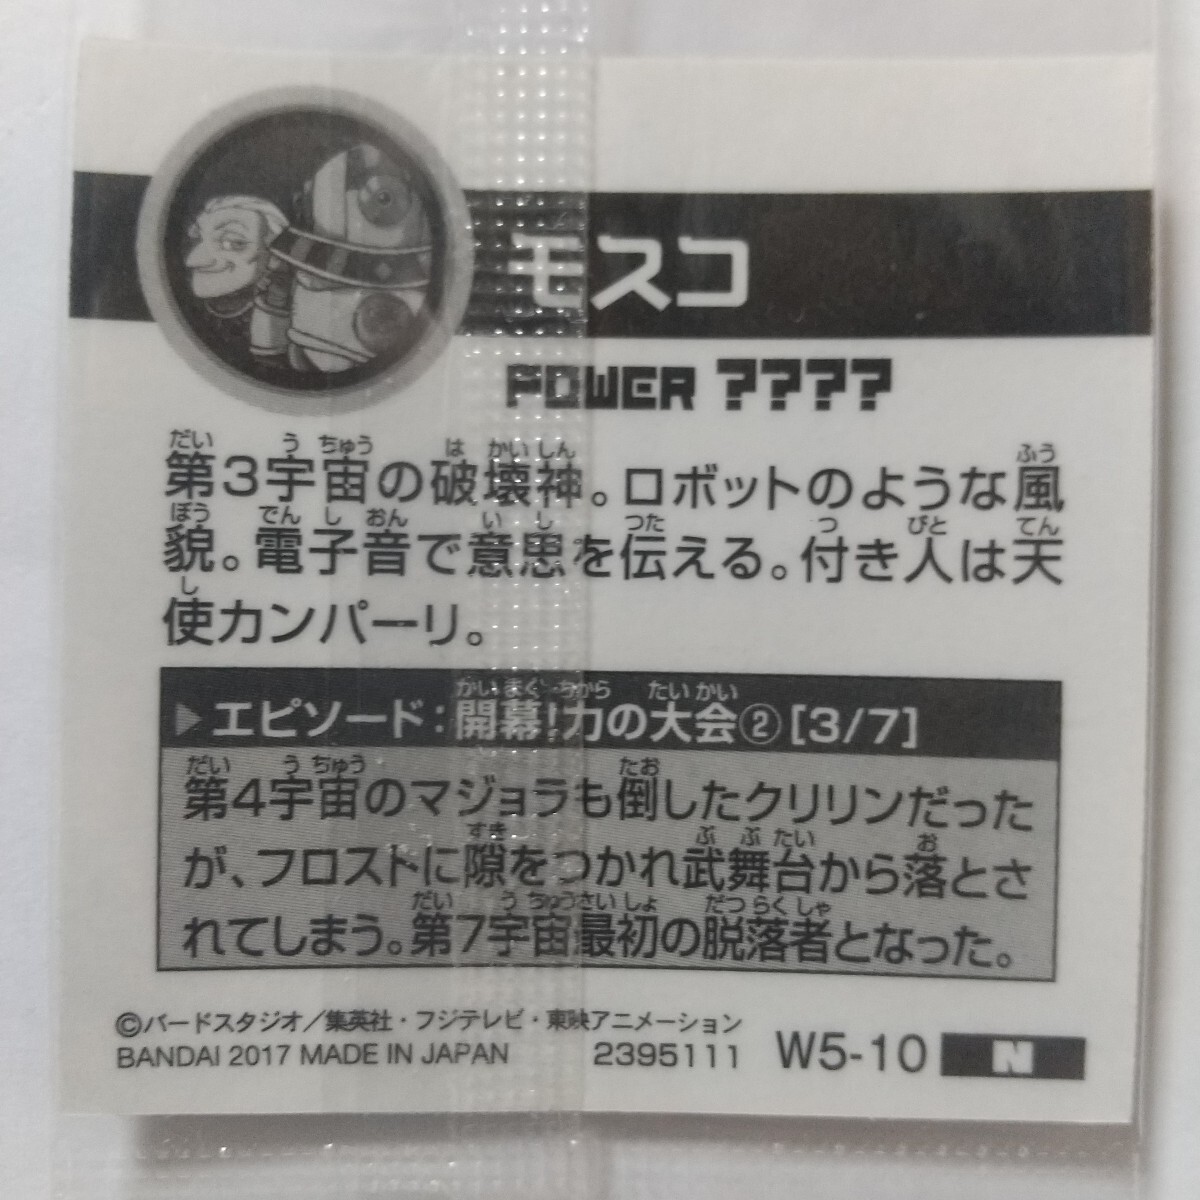 モスコ
POWER ????
第3宇宙の破壊神。ロボットのような風
貌。電子音で意思を伝える。付き人は天
使カンパーリ。
エピソード：開幕！力の大会②[3/7]
第4宇宙のマジョラも倒したクリリンだった
が、フロストに隙をつかれ武舞台から落とさ
れてしまう。第7宇宙最初の脱落者となった。
©バードスタジオ／集英社・フジテレビ・東映アニメーション
BANDAI 2017 MADE IN JAPAN 2395111 W5-10 N